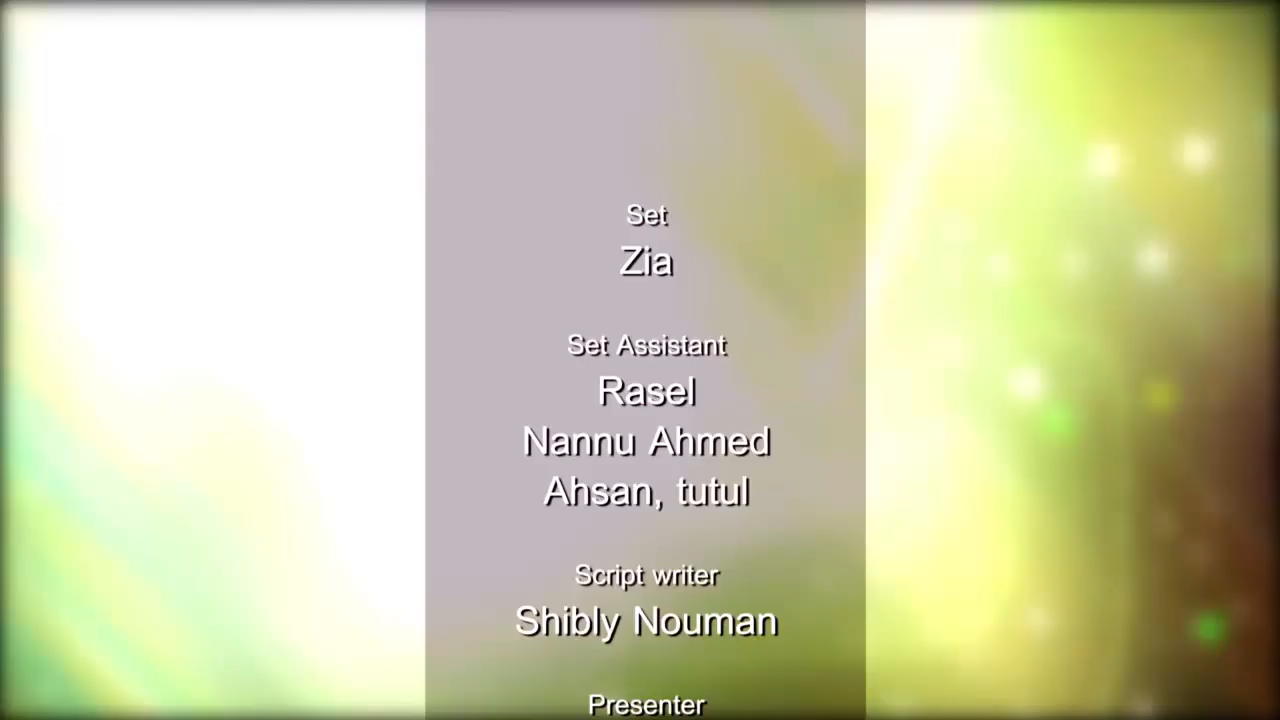 Set
Zia
Set Assistant
Rasel
Nannu Ahmed
Ahsan, tutul
Script writer
Shibly Nouman
Presenter